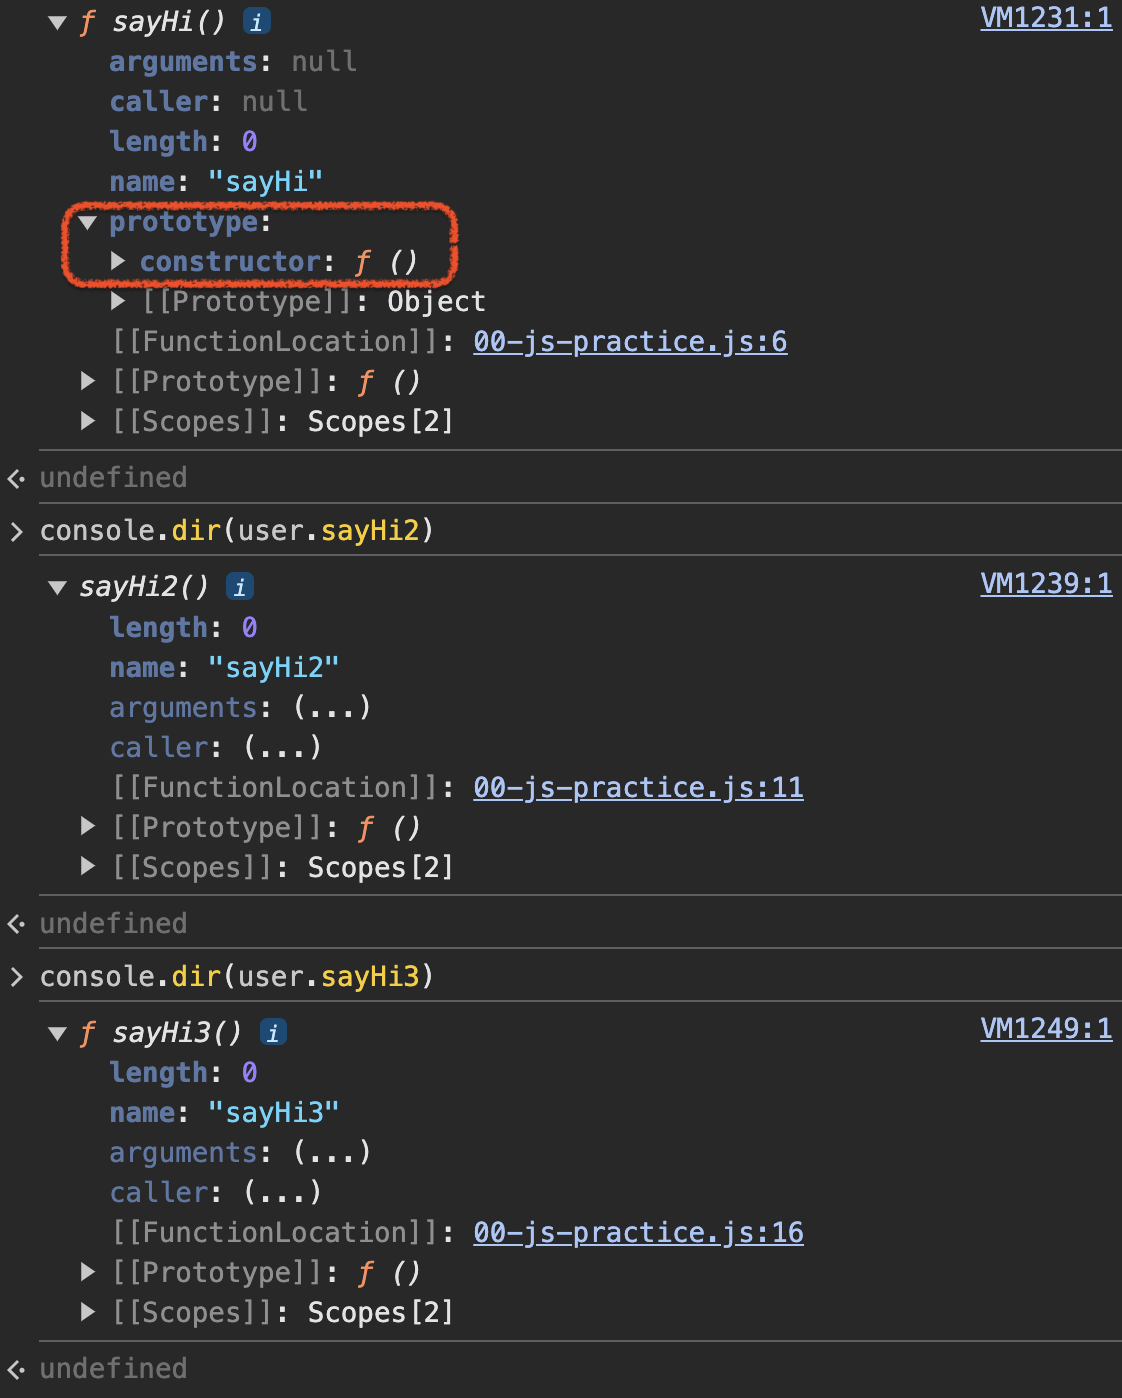 ▼ ƒ sayHi() i VM1231:1
arguments: null
caller: null
length: 0
name: "sayHi"
▼ prototype:
▶ constructor: ƒ ()
▶ [[Prototype]]: Object
[[FunctionLocation]]: 00-js-practice.js:6
▶ [[Prototype]]: ƒ ()
▶ [[Scopes]]: Scopes[2]
undefined
> console.dir(user.sayHi2)
▼ sayHi2() i VM1239:1
length: 0
name: "sayHi2"
arguments: (...)
caller: (...)
[[FunctionLocation]]: 00-js-practice.js:11
▶ [[Prototype]]: ƒ ()
▶ [[Scopes]]: Scopes[2]
undefined
> console.dir(user.sayHi3)
▼ ƒ sayHi3() i VM1249:1
length: 0
name: "sayHi3"
arguments: (...)
caller: (...)
[[FunctionLocation]]: 00-js-practice.js:16
▶ [[Prototype]]: ƒ ()
▶ [[Scopes]]: Scopes[2]
undefined